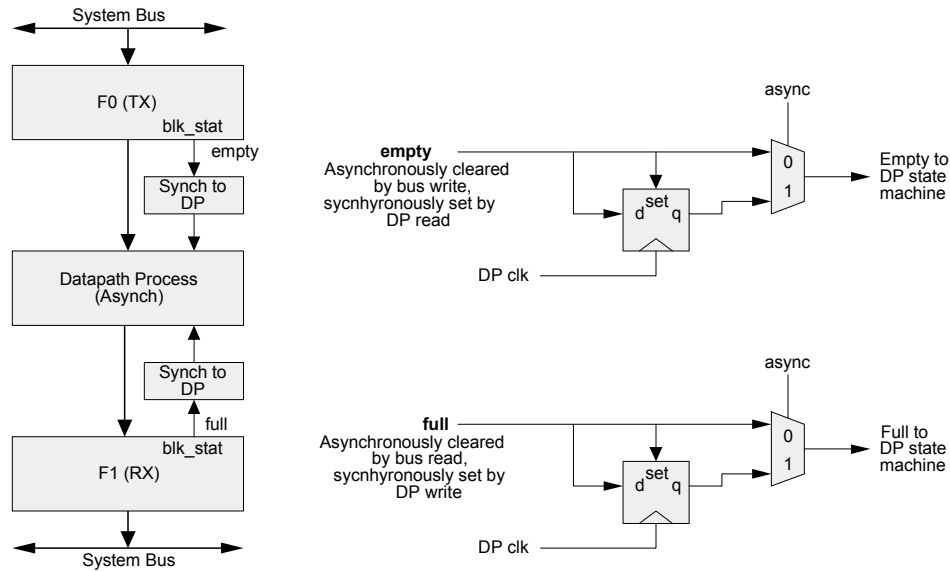 System Bus
F0 (TX)
blk_stat
empty
Synch to
DP
Datapath Process
(Asynch)
Synch to
DP
full
blk_stat
F1 (RX)
System Bus
async
empty
Asynchronously cleared
by bus write,
sycnhyronously set by
DP read
set
d
q
0
1
Empty to
DP state
machine
DP clk
async
full
Asynchronously cleared
by bus read,
sycnhyronously set by
DP write
set
d
q
0
1
Full to
DP state
machine
DP clk